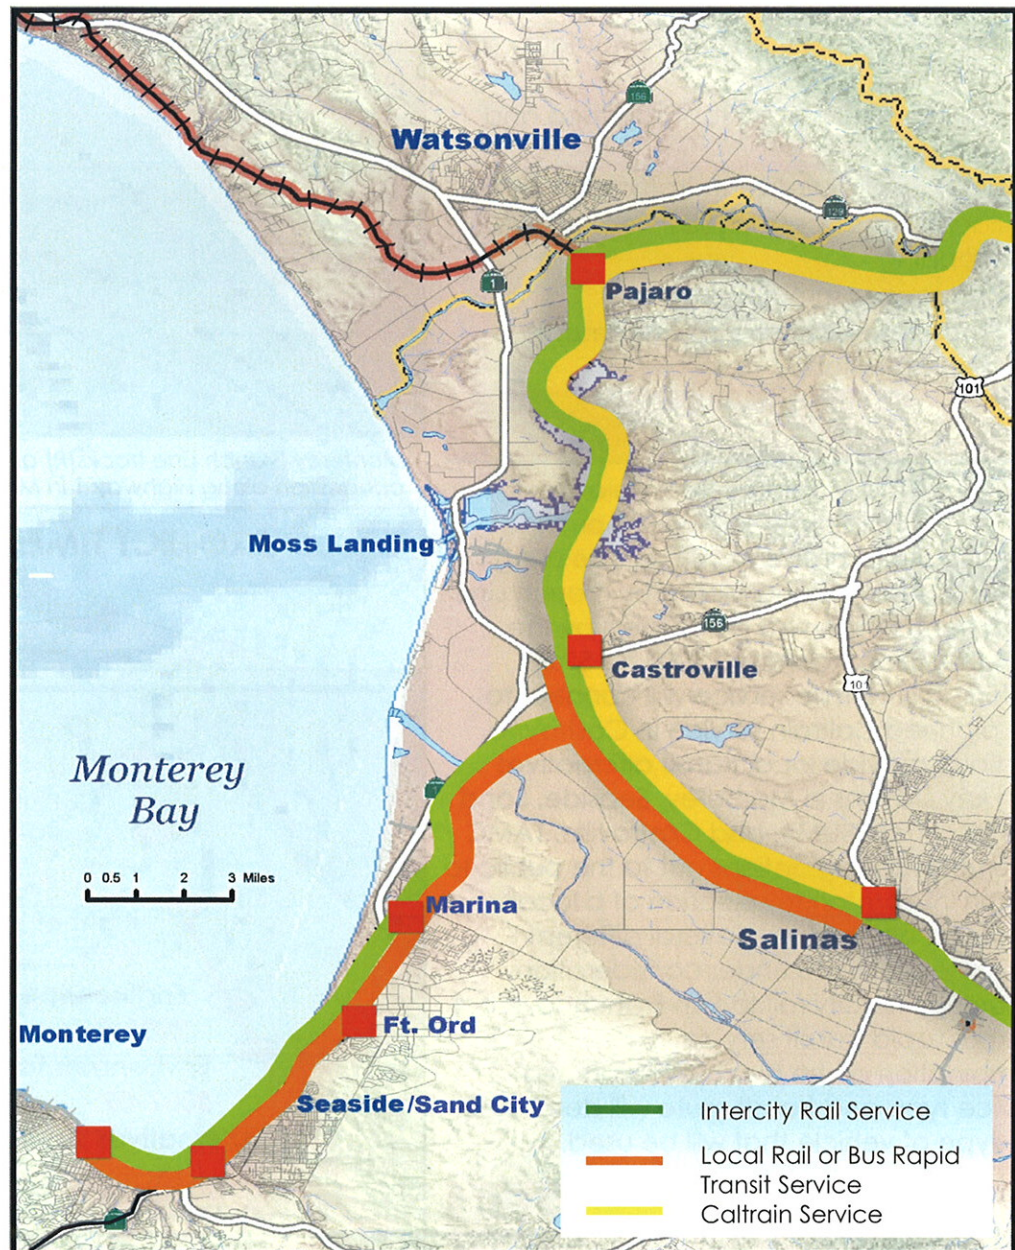 156
Watsonville
129
1
Pajaro
101
Moss Landing
156
Castroville
101
Monterey
Bay
0 0.5 1 2 3 Miles
Marina
Salinas
Monterey
Ft. Ord
Seaside/Sand City
Intercity Rail Service
Local Rail or Bus Rapid
Transit Service
Caltrain Service